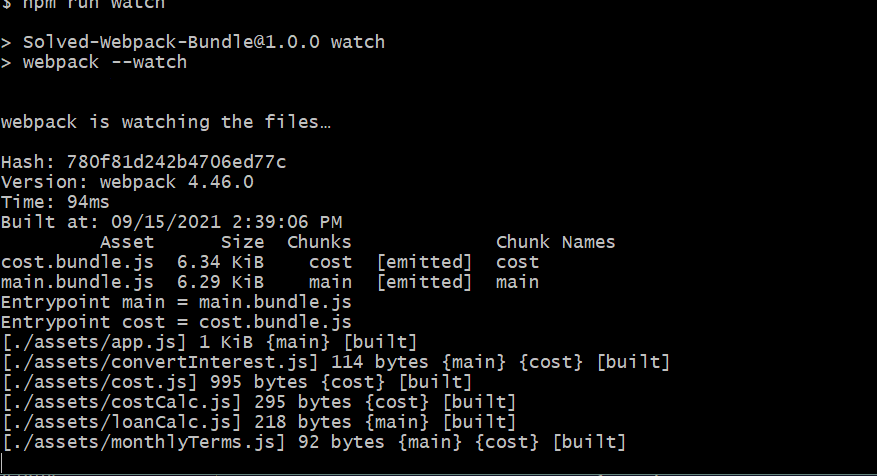 $ npm run watch
> Solved-Webpack-Bundle@1.0.0 watch
> webpack --watch
webpack is watching the files…
Hash: 780f81d242b4706ed77c
Version: webpack 4.46.0
Time: 94ms
Built at: 09/15/2021 2:39:06 PM
Asset Size Chunks Chunk Names
cost.bundle.js 6.34 KiB cost [emitted] cost
main.bundle.js 6.29 KiB main [emitted] main
Entrypoint main = main.bundle.js
Entrypoint cost = cost.bundle.js
[./assets/app.js] 1 KiB {main} [built]
[./assets/convertInterest.js] 114 bytes {main} {cost} [built]
[./assets/cost.js] 995 bytes {cost} [built]
[./assets/costCalc.js] 295 bytes {cost} [built]
[./assets/loanCalc.js] 218 bytes {main} [built]
[./assets/monthlyTerms.js] 92 bytes {main} {cost} [built]